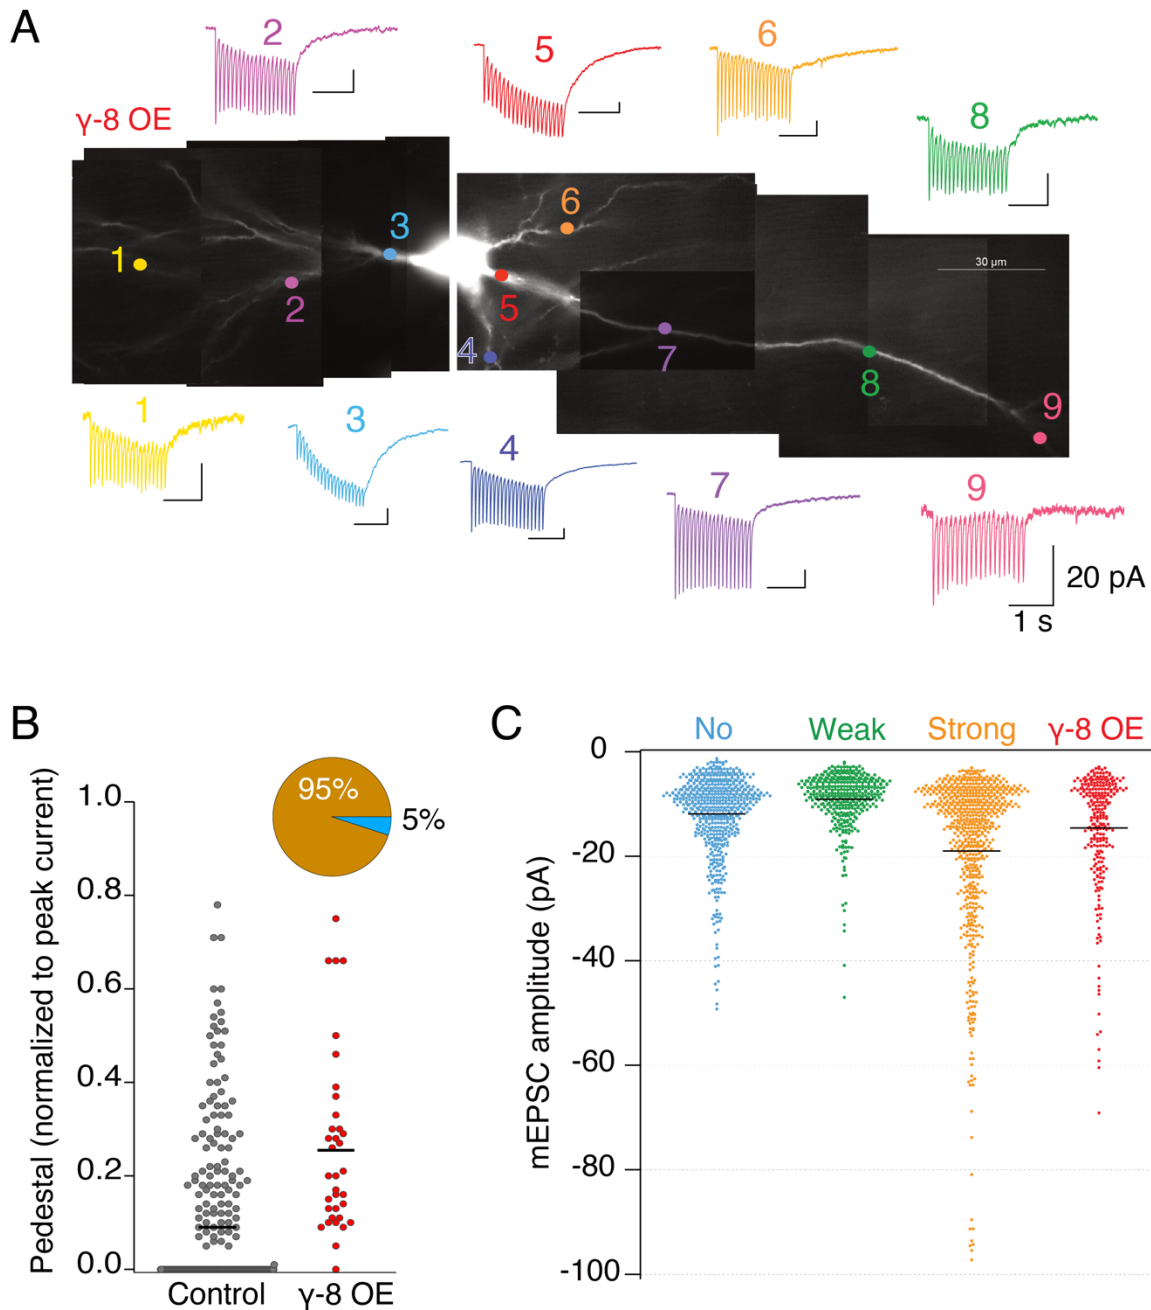 A
2
5
6
8
γ-8 OE
1
2
3
4
5
6
7
8
9
30 µm
1
3
4
7
9
20 pA
1 s
B
Pedestal (normalized to peak current)
1.0
0.8
0.6
0.4
0.2
0.0
95%
5%
Control
γ-8 OE
C
No
Weak
Strong
γ-8 OE
mEPSC amplitude (pA)
0
-20
-40
-60
-80
-100